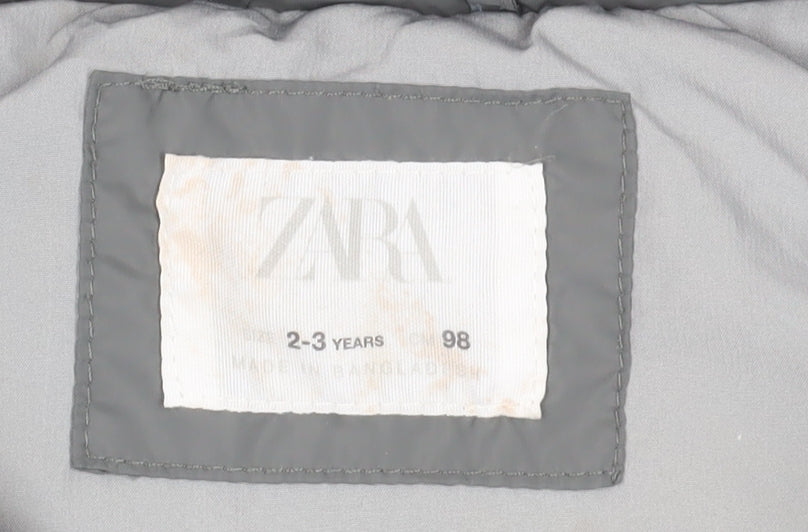 ZARA
SIZE 2-3 YEARS CM 98
MADE IN BANGLADESH